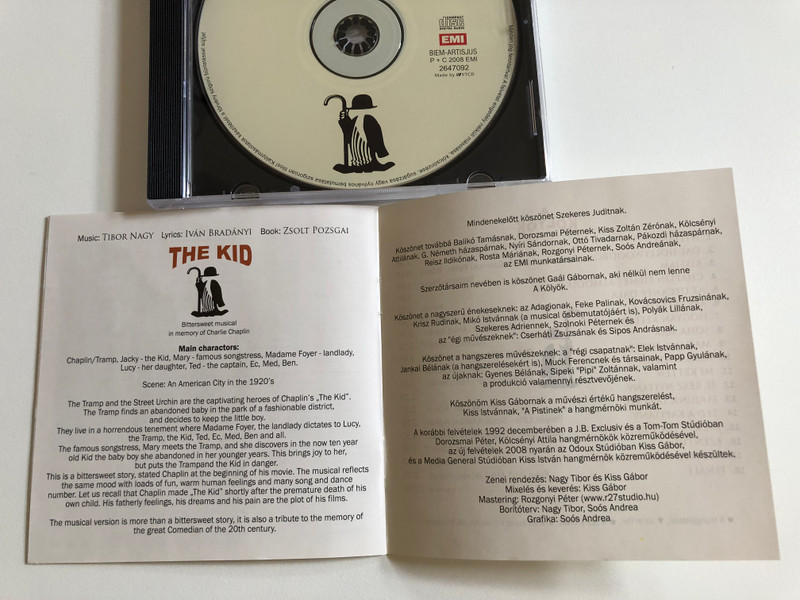 COMPACT
disc
DIGITAL AUDIO
EMI
BIEM-ARTISJUS
P + C 2008 EMI
2647092
Made by VTCD
Music: TIBOR NAGY Lyrics: IVÁN BRADÁNYI Book: ZSOLT POZSGAI
THE KID
Bittersweet musical
in memory of Charlie Chaplin
Main charactors:
Chaplin/Tramp, Jacky - the Kid, Mary - famous songstress, Madame Foyer - landlady,
Lucy - her daughter, Ted - the captain, Ec, Med, Ben.
Scene: An American City in the 1920's
The Tramp and the Street Urchin are the captivating heroes of Chaplin's „The Kid".
The Tramp finds an abandoned baby in the park of a fashionable district,
and decides to keep the little boy.
They live in a horrendous tenement where Madame Foyer, the landlady dictates to Lucy,
the Tramp, the Kid, Ted, Ec, Med, Ben and all.
The famous songstress, Mary meets the Tramp, and she discovers in the now ten year
old Kid the baby boy she abandoned in her younger years. This brings joy to her,
but puts the Trampand the Kid in danger.
This is a bittersweet story, stated Chaplin at the beginning of his movie. The musical reflects
the same mood with loads of fun, warm human feelings and many song and dance
number. Let us recall that Chaplin made „The Kid" shortly after the premature death of his
own child. His fatherly feelings, his dreams and his pain are the plot of his films.
The musical version is more than a bittersweet story, it is also a tribute to the memory of
the great Comedian of the 20th century.
Mindenekelőtt köszönet Szekeres Juditnak.
Köszönet továbbá Balikó Tamásnak, Dorozsmai Péternek, Kiss Zoltán Zérónak, Kölcsényi
Attilának, G. Németh házaspárnak, Nyíri Sándornak, Ottó Tivadarnak, Pákozdi házaspárnak,
Reisz Ildikónak, Rosta Máriának, Rozgonyi Péternek, Soós Andreának,
az EMI munkatársainak.
Szerzőtársaim nevében is köszönet Gaál Gábornak, aki nélkül nem lenne
A Kölyök.
Köszönet a nagyszerű énekeseknek: az Adagionak, Feke Palinak, Kovácsovics Fruzsinának,
Krisz Rudinak, Mikó Istvánnak (a musical ősbemutatójáért is), Polyák Lillának,
Szekeres Adriennek, Szolnoki Péternek és
az "égi művészeknek": Cserháti Zsuzsának és Sipos Andrásnak.
Köszönet a hangszeres művészeknek: a "régi csapatnak": Elek Istvánnak,
Jankai Bélának (a hangszerelésekért is), Muck Ferencnek és társainak, Papp Gyulának,
az újaknak: Gyenes Bélának, Sipeki "Pipi" Zoltánnak, valamint
a produkció valamennyi résztvevőjének.
Köszönöm Kiss Gábornak a művészi értékű hangszerelést,
Kiss Istvánnak, "A Pistinek" a hangmérnöki munkát.
A korábbi felvételek 1992 decemberében a J.B. Exclusiv és a Tom-Tom Stúdióban
Dorozsmai Péter, Kölcsényi Attila hangmérnökök közreműködésével,
az új felvételek 2008 nyarán az Odoux Stúdióban Kiss Gábor,
és a Media General Stúdióban Kiss István hangmérnök közreműködésével készültek.
Zenei rendezés: Nagy Tibor és Kiss Gábor
Mixelés és keverés: Kiss Gábor
Mastering: Rozgonyi Péter (www.r27studio.hu)
Borítóterv: Nagy Tibor, Soós Andrea
Grafika: Soós Andrea